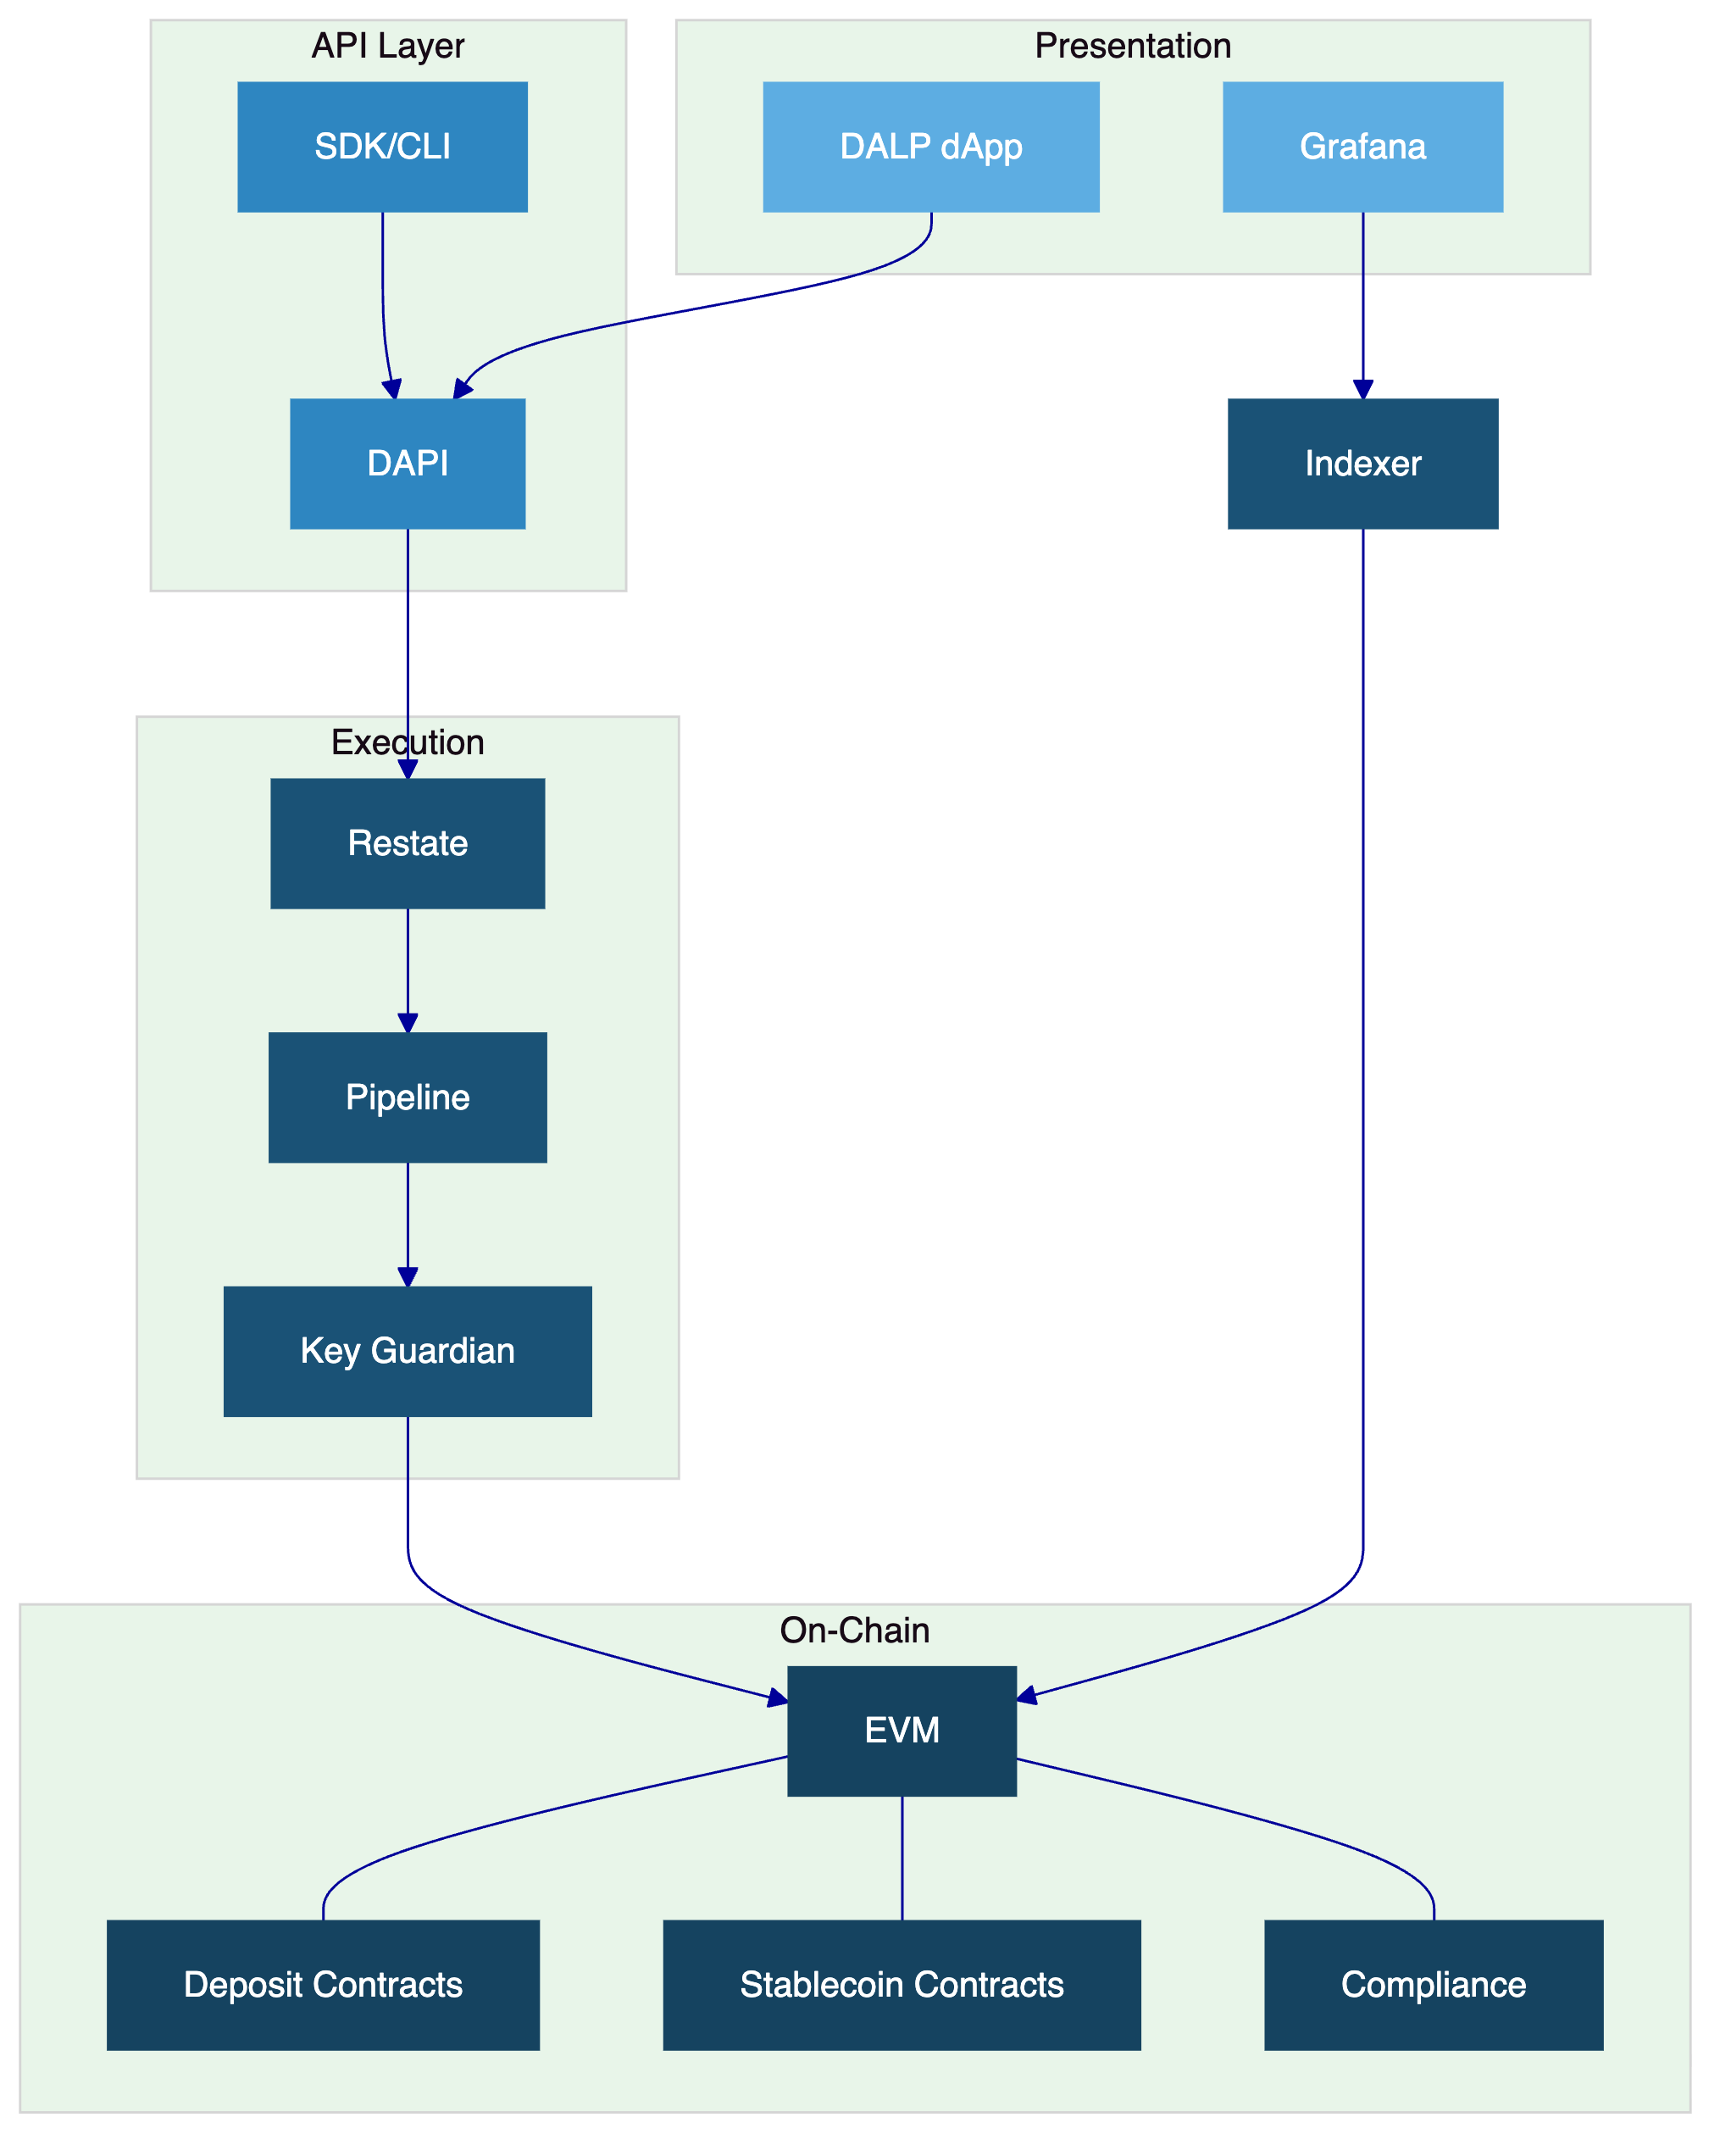 API Layer
Presentation
SDK/CLI
DALP dApp
Grafana
DAPI
Indexer
Execution
Restate
Pipeline
Key Guardian
On-Chain
EVM
Deposit Contracts
Stablecoin Contracts
Compliance